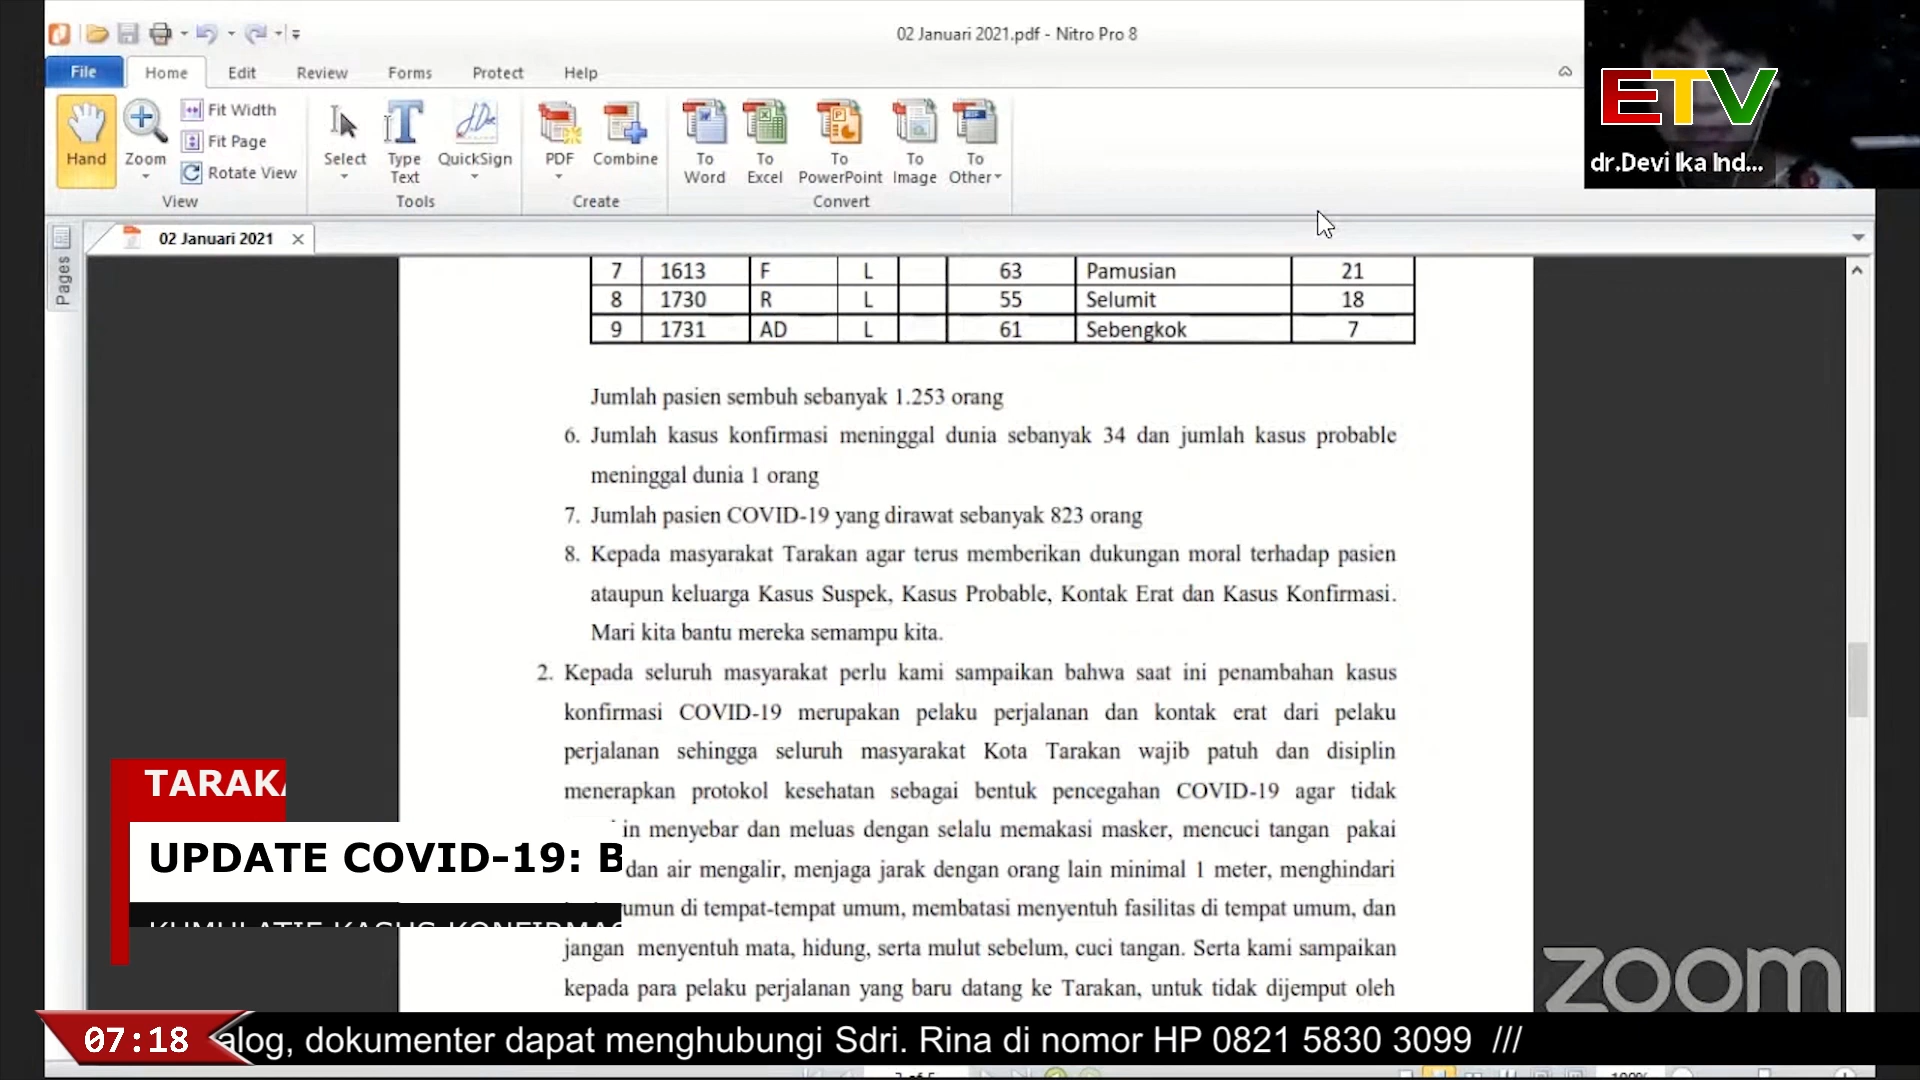 02 Januari 2021.pdf - Nitro Pro 8
File Home Edit Review Forms Protect Help
Hand
Zoom
Fit Width
Fit Page
Rotate View
View
Select
Type Text
QuickSign
Tools
PDF
Combine
Create
To Word
To Excel
To PowerPoint
To Image
To Other
Convert
ETV
dr.Devi Ika Ind...
Pages
02 Januari 2021
7 1613 F L 63 Pamusian 21
8 1730 R L 55 Selumit 18
9 1731 AD L 61 Sebengkok 7
Jumlah pasien sembuh sebanyak 1.253 orang
6. Jumlah kasus konfirmasi meninggal dunia sebanyak 34 dan jumlah kasus probable
meninggal dunia 1 orang
7. Jumlah pasien COVID-19 yang dirawat sebanyak 823 orang
8. Kepada masyarakat Tarakan agar terus memberikan dukungan moral terhadap pasien
ataupun keluarga Kasus Suspek, Kasus Probable, Kontak Erat dan Kasus Konfirmasi.
Mari kita bantu mereka semampu kita.
2. Kepada seluruh masyarakat perlu kami sampaikan bahwa saat ini penambahan kasus
konfirmasi COVID-19 merupakan pelaku perjalanan dan kontak erat dari pelaku
perjalanan sehingga seluruh masyarakat Kota Tarakan wajib patuh dan disiplin
menerapkan protokol kesehatan sebagai bentuk pencegahan COVID-19 agar tidak
in menyebar dan meluas dengan selalu memakasi masker, mencuci tangan pakai
dan air mengalir, menjaga jarak dengan orang lain minimal 1 meter, menghindari
umun di tempat-tempat umum, membatasi menyentuh fasilitas di tempat umum, dan
jangan menyentuh mata, hidung, serta mulut sebelum, cuci tangan. Serta kami sampaikan
kepada para pelaku perjalanan yang baru datang ke Tarakan, untuk tidak dijemput oleh
TARAKA
UPDATE COVID-19: B
KUMULATIF KASUS KONFIRMAS
zoom
07:18
alog, dokumenter dapat menghubungi Sdri. Rina di nomor HP 0821 5830 3099 ///